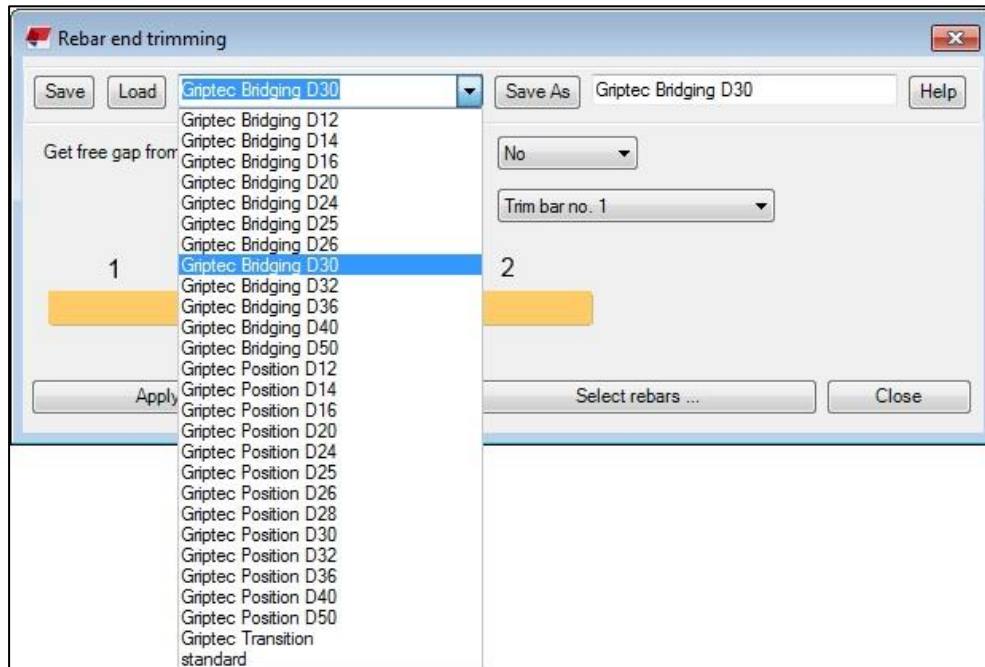 Rebar end trimming
Save Load Griptec Bridging D30 Save As Griptec Bridging D30 Help
Griptec Bridging D12
Griptec Bridging D14
Get free gap from No
Griptec Bridging D16
Griptec Bridging D20
Griptec Bridging D24
Trim bar no. 1
Griptec Bridging D25
Griptec Bridging D26
1 Griptec Bridging D30 2
Griptec Bridging D32
Griptec Bridging D36
Griptec Bridging D40
Griptec Bridging D50
Griptec Position D12
Griptec Position D14
Apply Select rebars ... Close
Griptec Position D16
Griptec Position D20
Griptec Position D24
Griptec Position D25
Griptec Position D26
Griptec Position D28
Griptec Position D30
Griptec Position D32
Griptec Position D36
Griptec Position D40
Griptec Position D50
Griptec Transition
standard